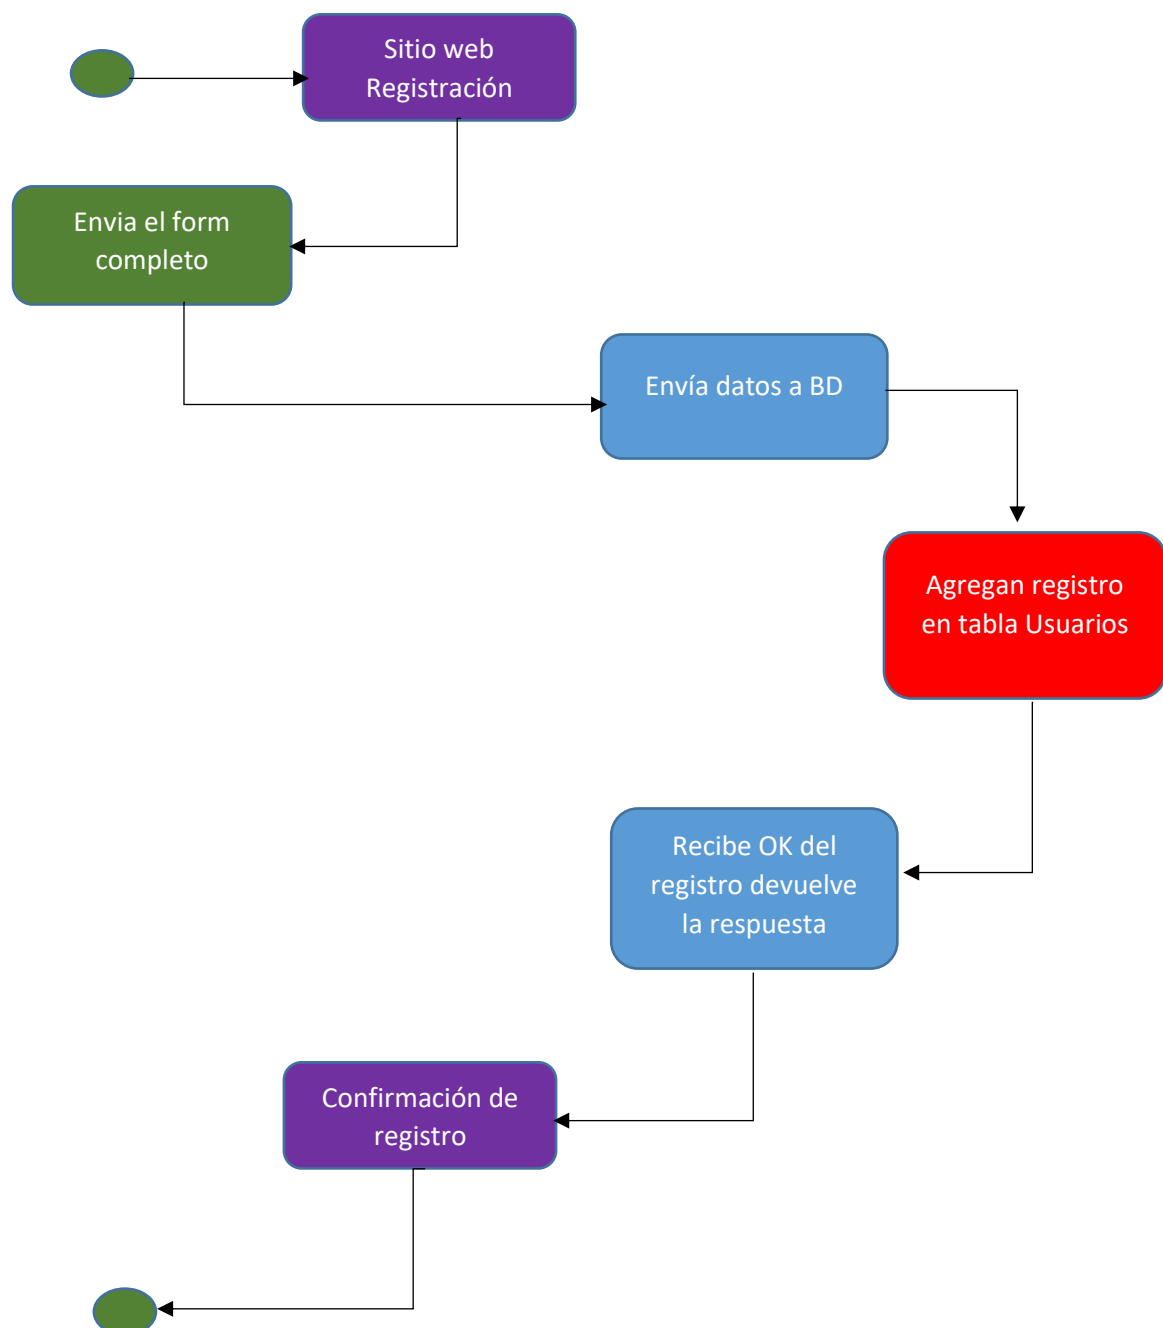 Sitio web
Registración
Envia el form
completo
Envía datos a BD
Agregan registro
en tabla Usuarios
Recibe OK del
registro devuelve
la respuesta
Confirmación de
registro